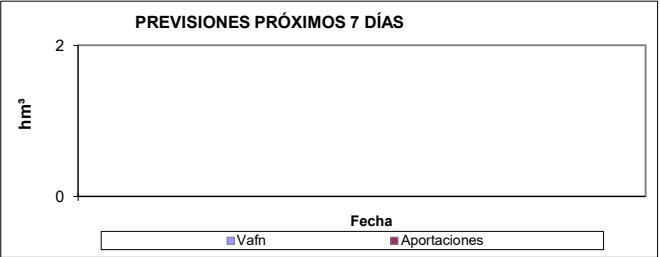 PREVISIONES PRÓXIMOS 7 DÍAS
2
hm³
0
Fecha
Vafn Aportaciones